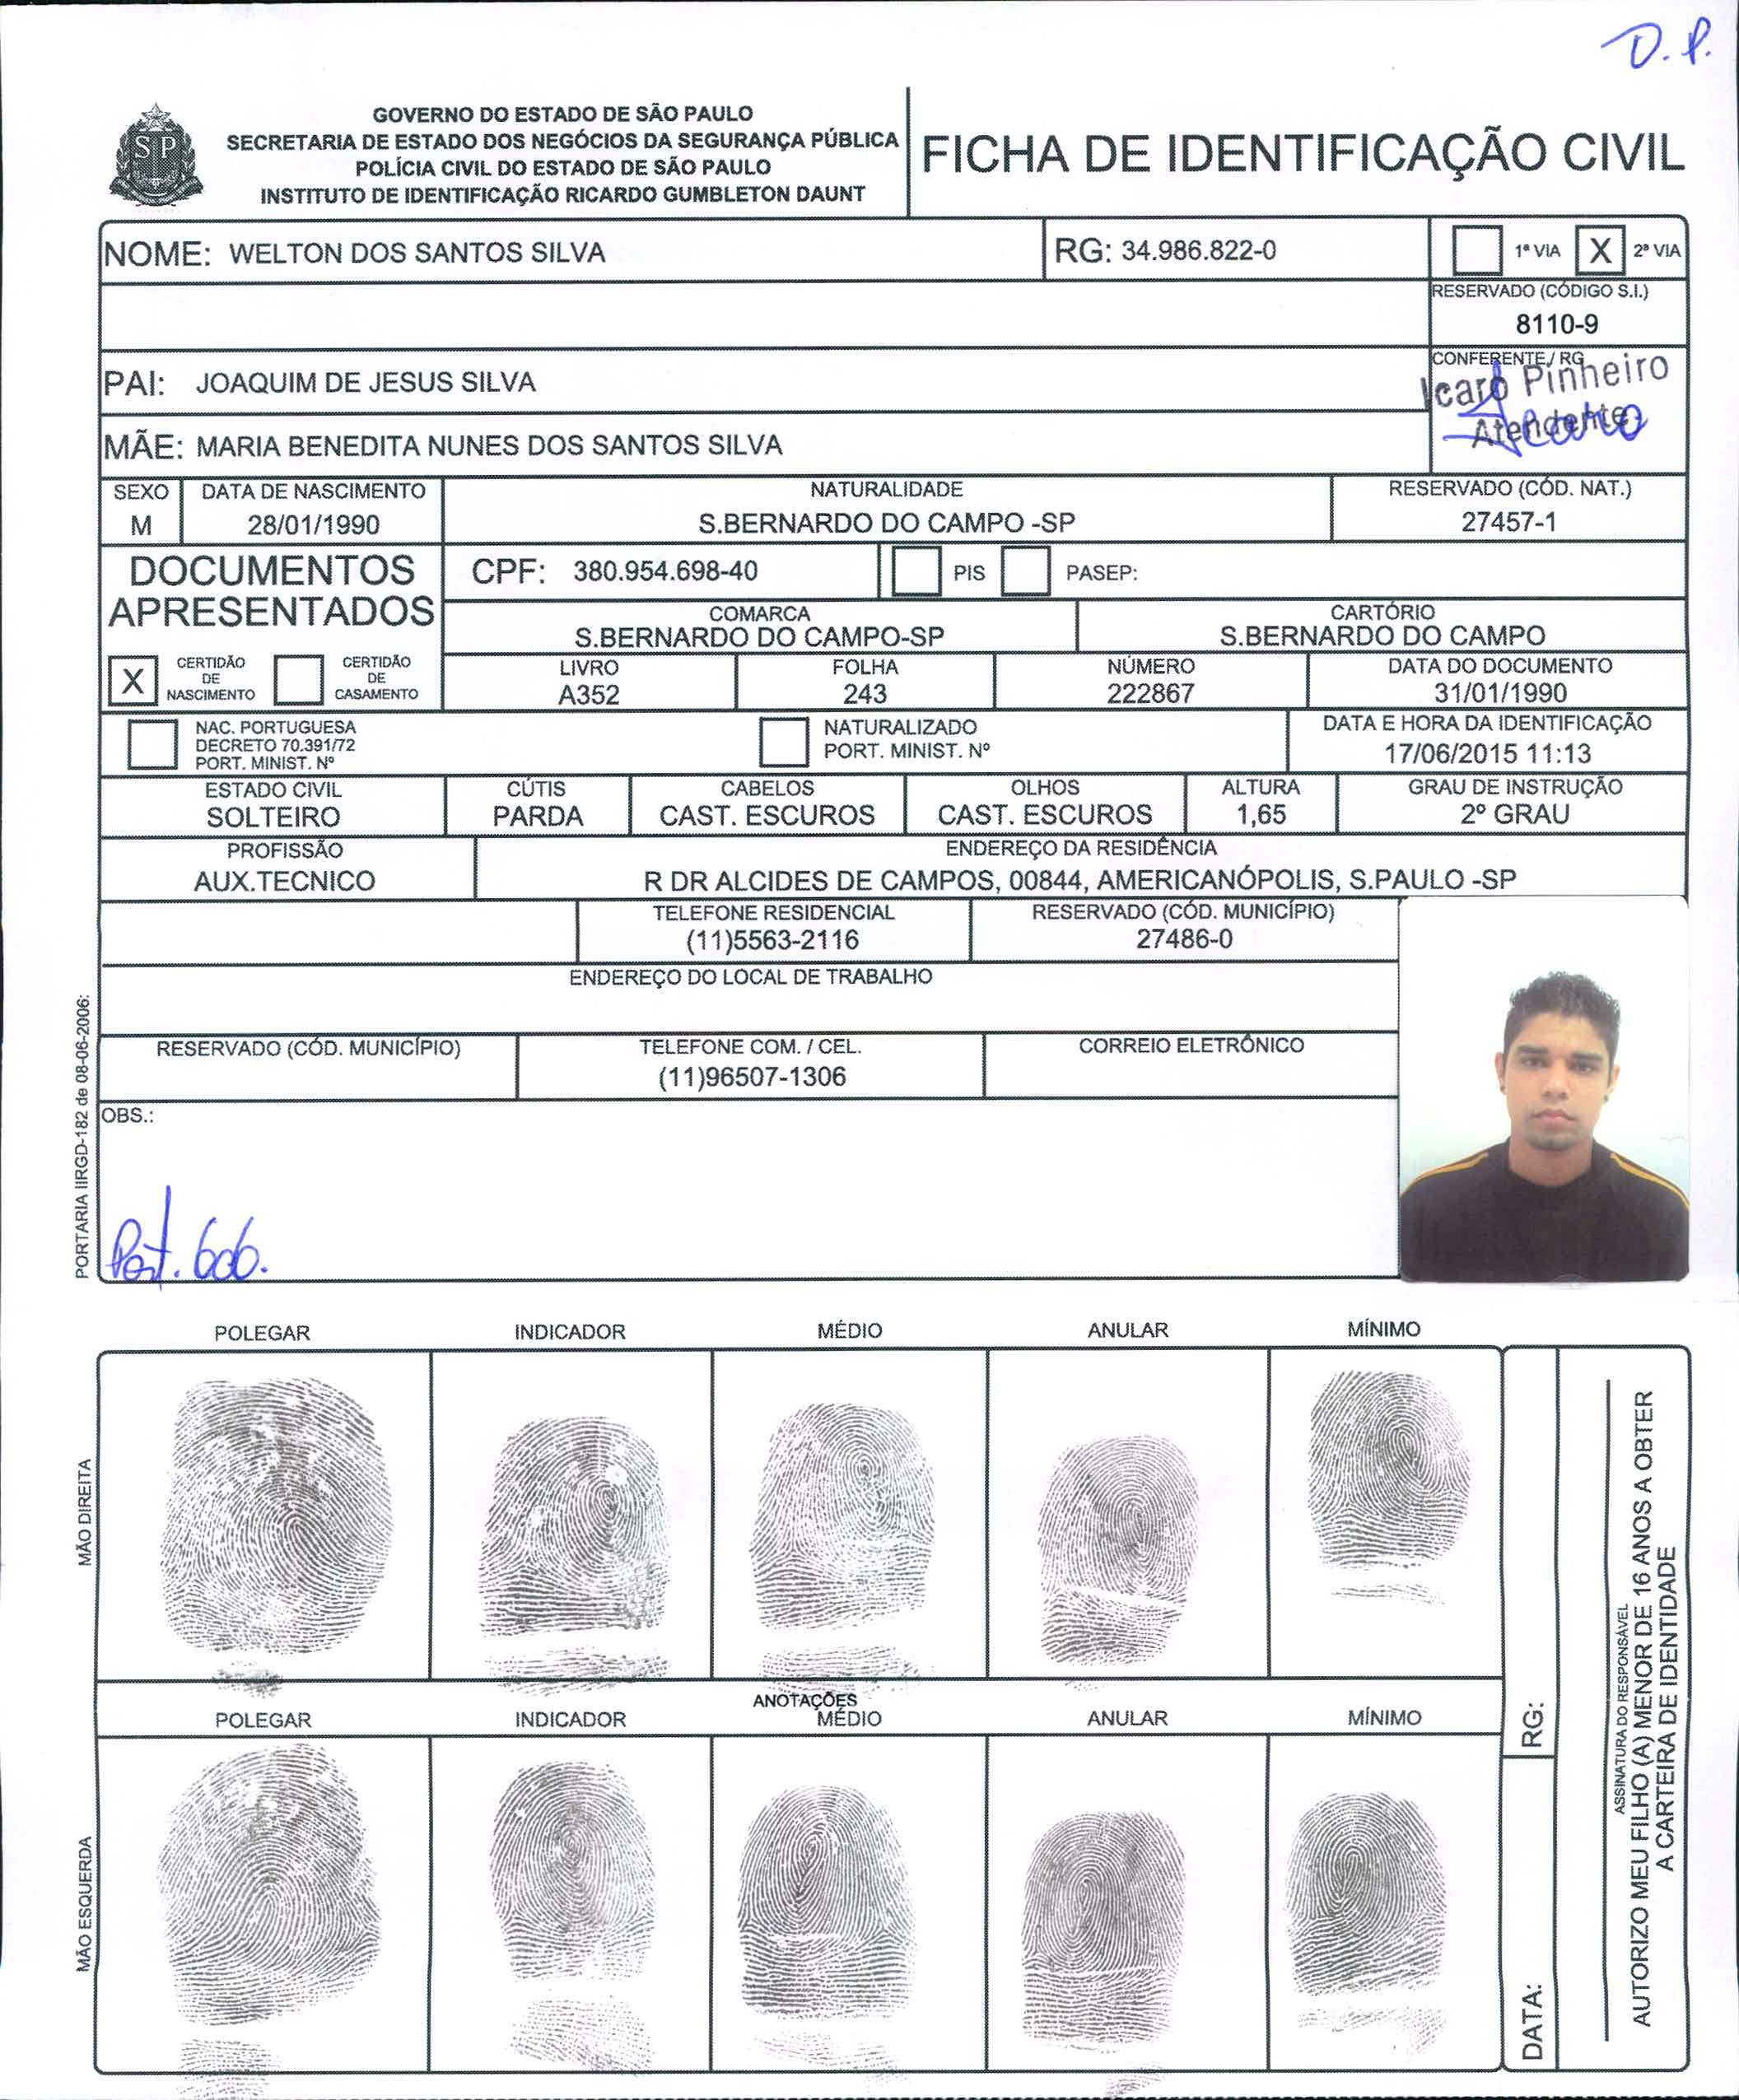 D. P.
SP
GOVERNO DO ESTADO DE SÃO PAULO
SECRETARIA DE ESTADO DOS NEGÓCIOS DA SEGURANÇA PÚBLICA
POLÍCIA CIVIL DO ESTADO DE SÃO PAULO
INSTITUTO DE IDENTIFICAÇÃO RICARDO GUMBLETON DAUNT
FICHA DE IDENTIFICAÇÃO CIVIL
NOME: WELTON DOS SANTOS SILVA
RG: 34.986.822-0
1ª VIA X 2ª VIA
RESERVADO (CÓDIGO S.I.)
8110-9
PAI: JOAQUIM DE JESUS SILVA
CONFERENTE / RG
Icaro Pinheiro
Atendente
Icaro
MÃE: MARIA BENEDITA NUNES DOS SANTOS SILVA
SEXO DATA DE NASCIMENTO NATURALIDADE RESERVADO (CÓD. NAT.)
M 28/01/1990 S.BERNARDO DO CAMPO -SP 27457-1
DOCUMENTOS
APRESENTADOS
CPF: 380.954.698-40 PIS PASEP:
COMARCA CARTÓRIO
S.BERNARDO DO CAMPO-SP S.BERNARDO DO CAMPO
X CERTIDÃO DE NASCIMENTO
CERTIDÃO DE CASAMENTO
LIVRO FOLHA NÚMERO DATA DO DOCUMENTO
A352 243 222867 31/01/1990
NAC. PORTUGUESA
DECRETO 70.391/72
PORT. MINIST. Nº
NATURALIZADO
PORT. MINIST. Nº
DATA E HORA DA IDENTIFICAÇÃO
17/06/2015 11:13
ESTADO CIVIL CÚTIS CABELOS OLHOS ALTURA GRAU DE INSTRUÇÃO
SOLTEIRO PARDA CAST. ESCUROS CAST. ESCUROS 1,65 2º GRAU
PROFISSÃO ENDEREÇO DA RESIDÊNCIA
AUX.TECNICO R DR ALCIDES DE CAMPOS, 00844, AMERICANÓPOLIS, S.PAULO -SP
TELEFONE RESIDENCIAL RESERVADO (CÓD. MUNICÍPIO)
(11)5563-2116 27486-0
ENDEREÇO DO LOCAL DE TRABALHO
RESERVADO (CÓD. MUNICÍPIO) TELEFONE COM. / CEL. CORREIO ELETRÔNICO
(11)96507-1306
OBS.:
Port. 606.
PORTARIA IIRGD-182 de 08-06-2006:
POLEGAR INDICADOR MÉDIO ANULAR MÍNIMO
MÃO DIREITA
ANOTAÇÕES
POLEGAR INDICADOR MÉDIO ANULAR MÍNIMO
MÃO ESQUERDA
RG:
DATA:
ASSINATURA DO RESPONSÁVEL
AUTORIZO MEU FILHO (A) MENOR DE 16 ANOS A OBTER
A CARTEIRA DE IDENTIDADE